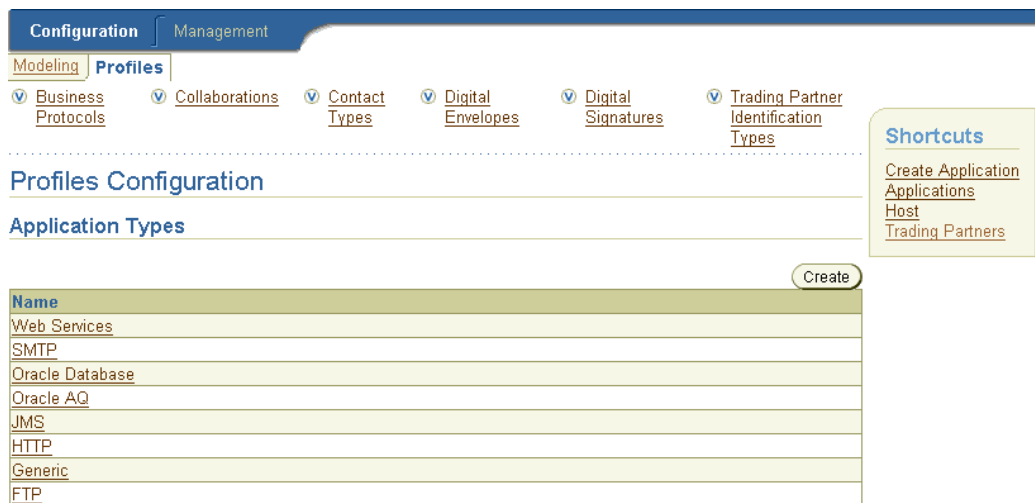 Configuration Management
Modeling Profiles
Business Protocols
Collaborations
Contact Types
Digital Envelopes
Digital Signatures
Trading Partner Identification Types
Profiles Configuration
Application Types
Create
Name
Web Services
SMTP
Oracle Database
Oracle AQ
JMS
HTTP
Generic
FTP
Shortcuts
Create Application
Applications
Host
Trading Partners